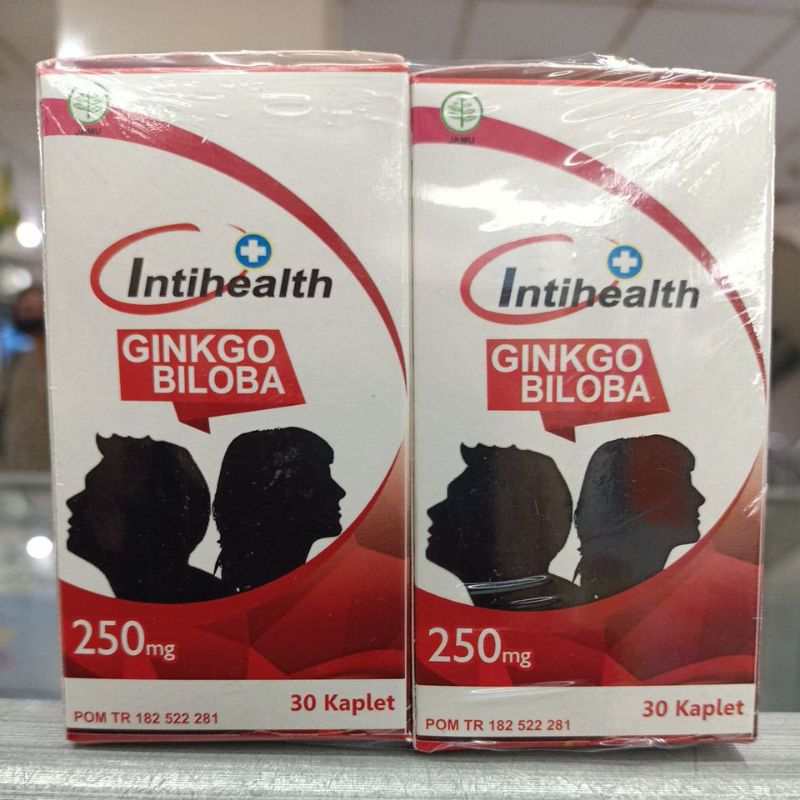 JAMU
Intihealth
GINKGO
BILOBA
250mg
30 Kaplet
POM TR 182 522 281
JAMU
Intihealth
GINKGO
BILOBA
250mg
30 Kaplet
POM TR 182 522 281